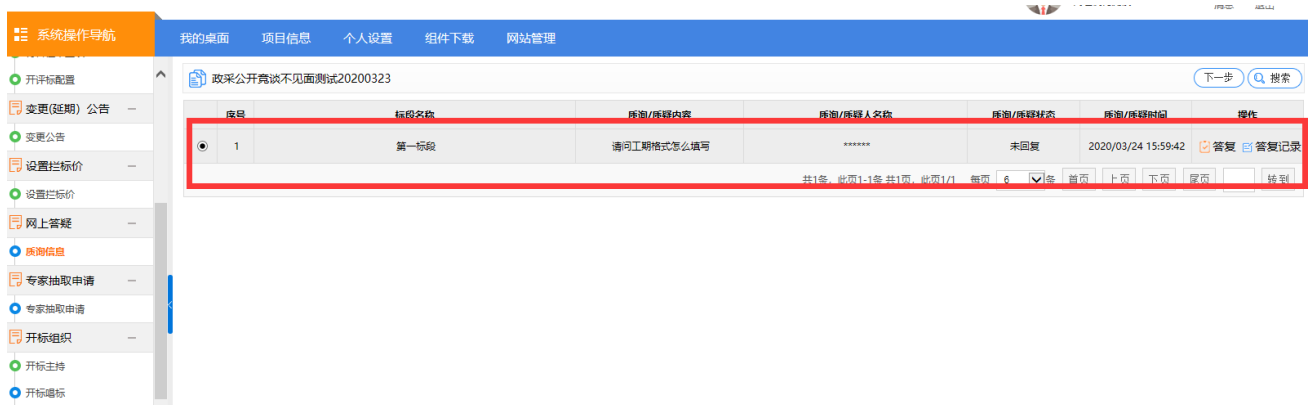 系统操作导航
我的桌面 项目信息 个人设置 组件下载 网站管理
开评标配置
政采公开竞谈不见面测试20200323 下一步 搜索
变更(延期) 公告
序号 标段名称 质询/质疑内容 质询/质疑人名称 质询/质疑状态 质询/质疑时间 操作
变更公告
1 第一标段 请问工期格式怎么填写 ****** 未回复 2020/03/24 15:59:42 答复 答复记录
设置拦标价
共1条, 此页1-1条 共1页, 此页1/1 每页 6 条 首页 上页 下页 尾页 转到
设置拦标价
网上答疑
质询信息
专家抽取申请
专家抽取申请
开标组织
开标主持
开标唱标